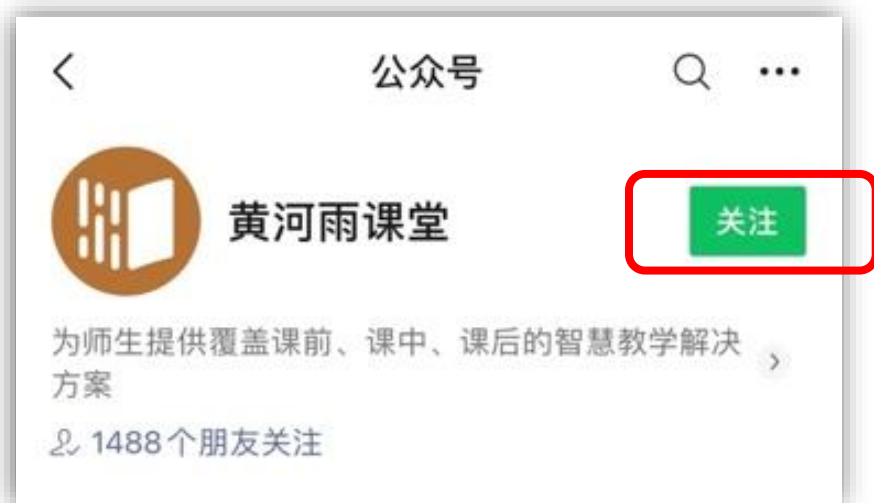 公众号
黄河雨课堂
关注
为师生提供覆盖课前、课中、课后的智慧教学解决
方案
1488个朋友关注